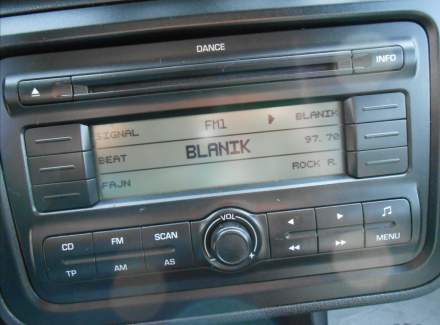 DANCE
INFO
SIGNAL FM1 BLANIK
BEAT BLANIK 97.70
FAJN ROCK R.
CD FM SCAN VOL
TP AM AS MENU